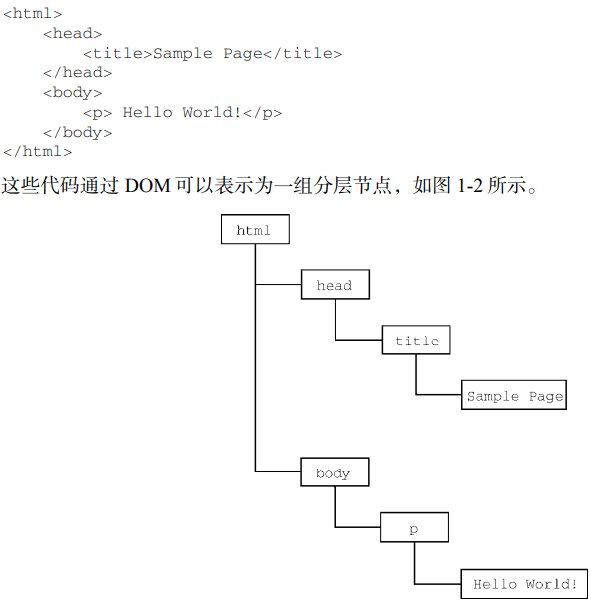 <html>
    <head>
        <title>Sample Page</title>
    </head>
    <body>
        <p> Hello World!</p>
    </body>
</html>
这些代码通过 DOM 可以表示为一组分层节点，如图 1-2 所示。
html
head
title
Sample Page
body
p
Hello World!